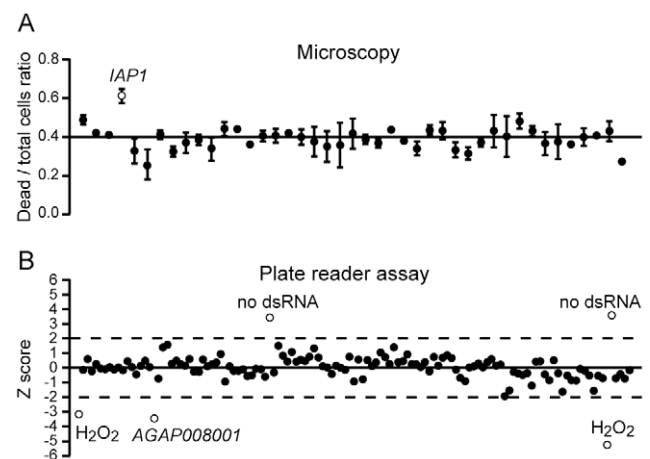 A
Microscopy
Dead / total cells ratio
0.8
0.6
0.4
0.2
0.0
IAP1
B
Plate reader assay
Z score
6
5
4
3
2
1
0
-1
-2
-3
-4
-5
-6
no dsRNA
no dsRNA
H2O2
AGAP008001
H2O2